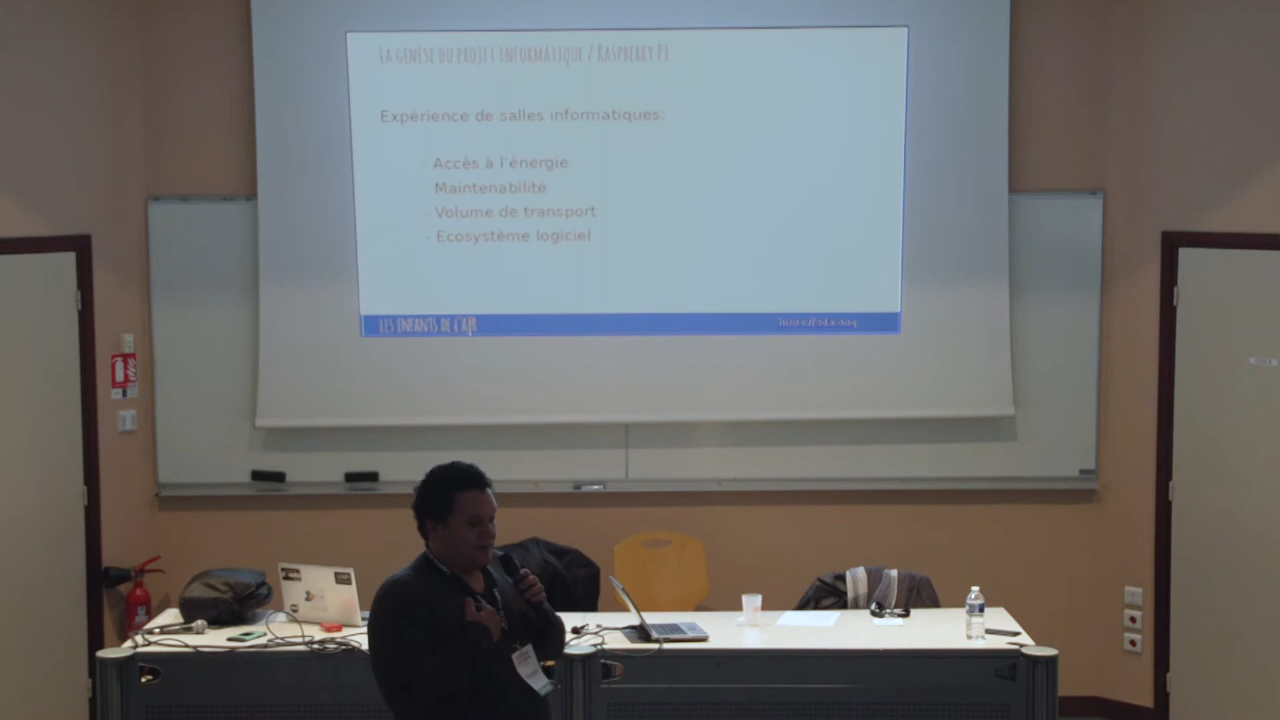 La genèse du projet informatique / Raspberry Pi
Expérience de salles informatiques:
- Accès à l'énergie
- Maintenabilité
- Volume de transport
- Ecosystème logiciel
Les Enfants de l'Aïr